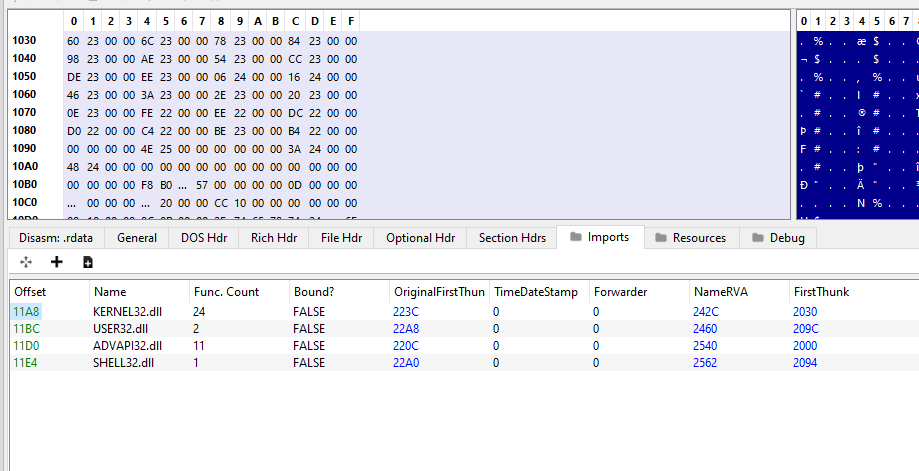 0 1 2 3 4 5 6 7 8 9 A B C D E F
0 1 2 3 4 5 6 7 8
1030 60 23 00 00 6C 23 00 00 78 23 00 00 84 23 00 00
. % . . æ $ . .
1040 98 23 00 00 AE 23 00 00 54 23 00 00 CC 23 00 00
¬ $ . . . $ . . .
1050 DE 23 00 00 EE 23 00 00 06 24 00 00 16 24 00 00
. % . . , % . .
1060 46 23 00 00 3A 23 00 00 2E 23 00 00 20 23 00 00
` # . . l # . . x
1070 0E 23 00 00 FE 22 00 00 EE 22 00 00 DC 22 00 00
. # . . ® # . .
1080 D0 22 00 00 C4 22 00 00 BE 23 00 00 B4 22 00 00
Þ # . . î # . . .
1090 00 00 00 00 4E 25 00 00 00 00 00 00 3A 24 00 00
F # . . : # . . .
10A0 48 24 00 00 00 00 00 00 00 00 00 00 00 00 00 00
. # . . þ " . .
10B0 00 00 00 00 F8 B0 ... 57 00 00 00 00 0D 00 00 00
Ð " . . Ä " . .
10C0 ... 00 00 00 ... 20 00 00 00 CC 10 00 00 00 00 00
. . . . N % . . .
Disasm: .rdata General DOS Hdr Rich Hdr File Hdr Optional Hdr Section Hdrs Imports Resources Debug
Offset Name Func. Count Bound? OriginalFirstThun TimeDateStamp Forwarder NameRVA FirstThunk
11A8 KERNEL32.dll 24 FALSE 223C 0 0 242C 2030
11BC USER32.dll 2 FALSE 22A8 0 0 2460 209C
11D0 ADVAPI32.dll 11 FALSE 220C 0 0 2540 2000
11E4 SHELL32.dll 1 FALSE 22A0 0 0 2562 2094